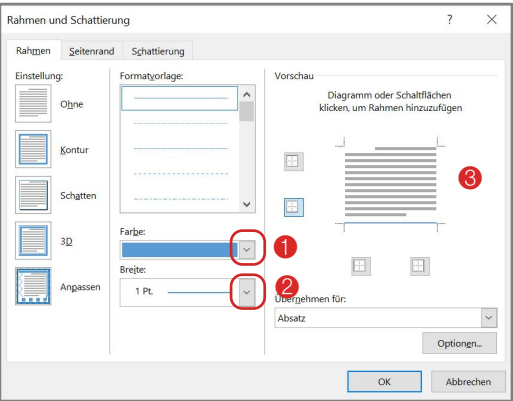 Rahmen und Schattierung
?
Rahmen Seitenrand Schattierung
Einstellung:
Ohne
Kontur
Schatten
3D
Anpassen
Formatvorlage:
Farbe:
1
Breite:
1 Pt.
2
Vorschau
Diagramm oder Schaltflächen
klicken, um Rahmen hinzuzufügen
3
Übernehmen für:
Absatz
Optionen...
OK Abbrechen